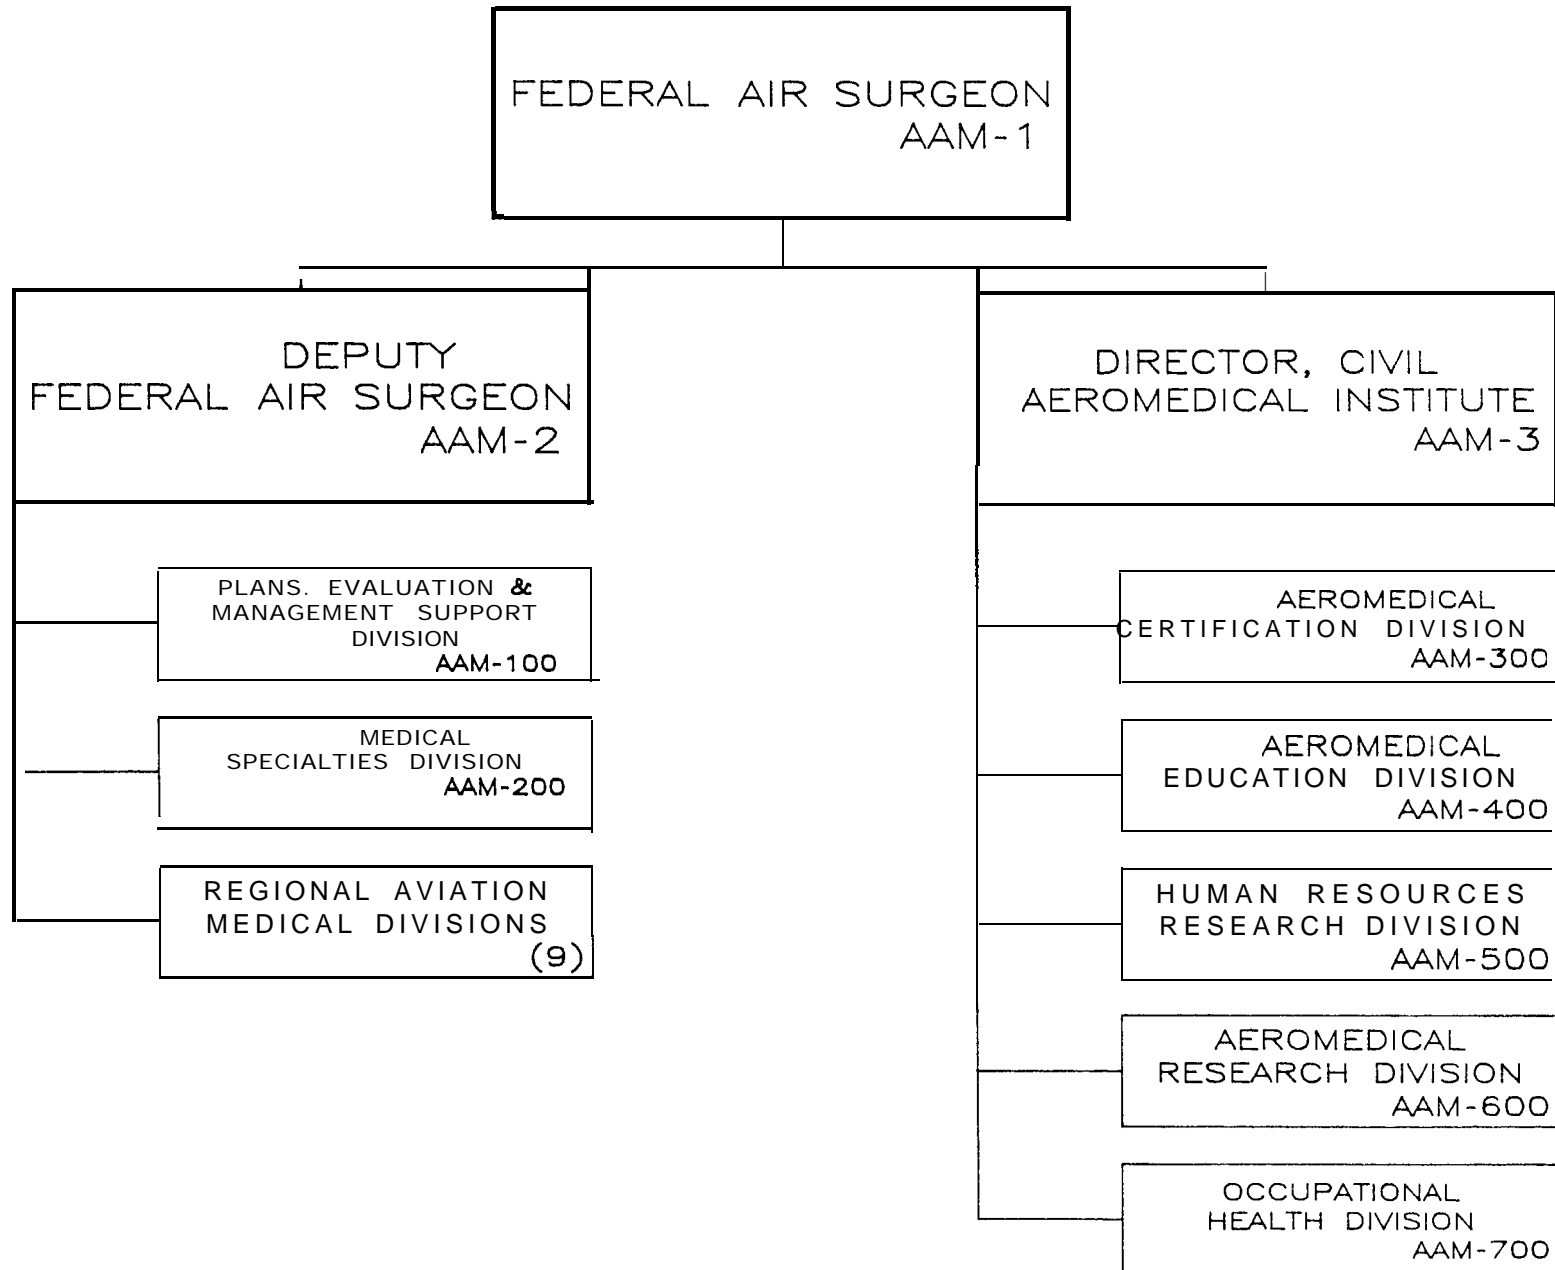 FEDERAL AIR SURGEON
AAM-1
DEPUTY
FEDERAL AIR SURGEON
AAM-2
PLANS. EVALUATION &
MANAGEMENT SUPPORT
DIVISION
AAM-100
MEDICAL
SPECIALTIES DIVISION
AAM-200
REGIONAL AVIATION
MEDICAL DIVISIONS
(9)
DIRECTOR, CIVIL
AEROMEDICAL INSTITUTE
AAM-3
AEROMEDICAL
CERTIFICATION DIVISION
AAM-300
AEROMEDICAL
EDUCATION DIVISION
AAM-400
HUMAN RESOURCES
RESEARCH DIVISION
AAM-500
AEROMEDICAL
RESEARCH DIVISION
AAM-600
OCCUPATIONAL
HEALTH DIVISION
AAM-700